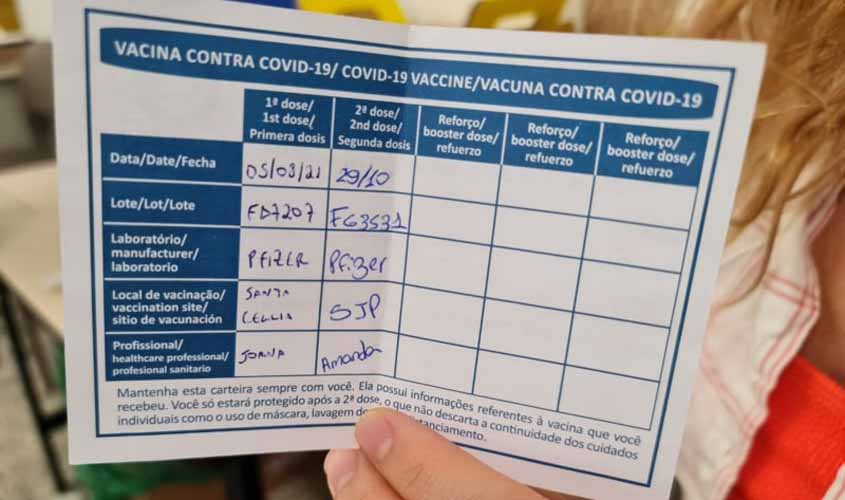 VACINA CONTRA COVID-19/ COVID-19 VACCINE/VACUNA CONTRA COVID-19
1ª dose/
1st dose/
Primera dosis
2ª dose/
2nd dose/
Segunda dosis
Reforço/
booster dose/
refuerzo
Reforço/
booster dose/
refuerzo
Reforço/
booster dose/
refuerzo
Data/Date/Fecha
05/08/21
29/10
Lote/Lot/Lote
FD7207
FG3531
Laboratório/
manufacturer/
laboratorio
PFIZER
Pfizer
Local de vacinação/
vaccination site/
sitio de vacunación
SANTA
SJP
Profissional/
healthcare professional/
profesional sanitario
Amanda
Mantenha esta carteira sempre com você. Ela possui informações referentes à vacina que você
recebeu. Você só estará protegido após a 2ª dose, o que não descarta a continuidade dos cuidados
individuais como o uso de máscara, lavagem